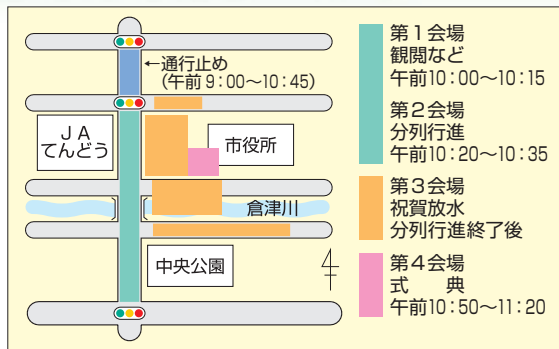 ←通行止め
(午前9:00〜10:45)
JA
てんどう
市役所
倉津川
中央公園
第1会場
観閲など
午前10:00〜10:15
第2会場
分列行進
午前10:20〜10:35
第3会場
祝賀放水
分列行進終了後
第4会場
式　典
午前10:50〜11:20